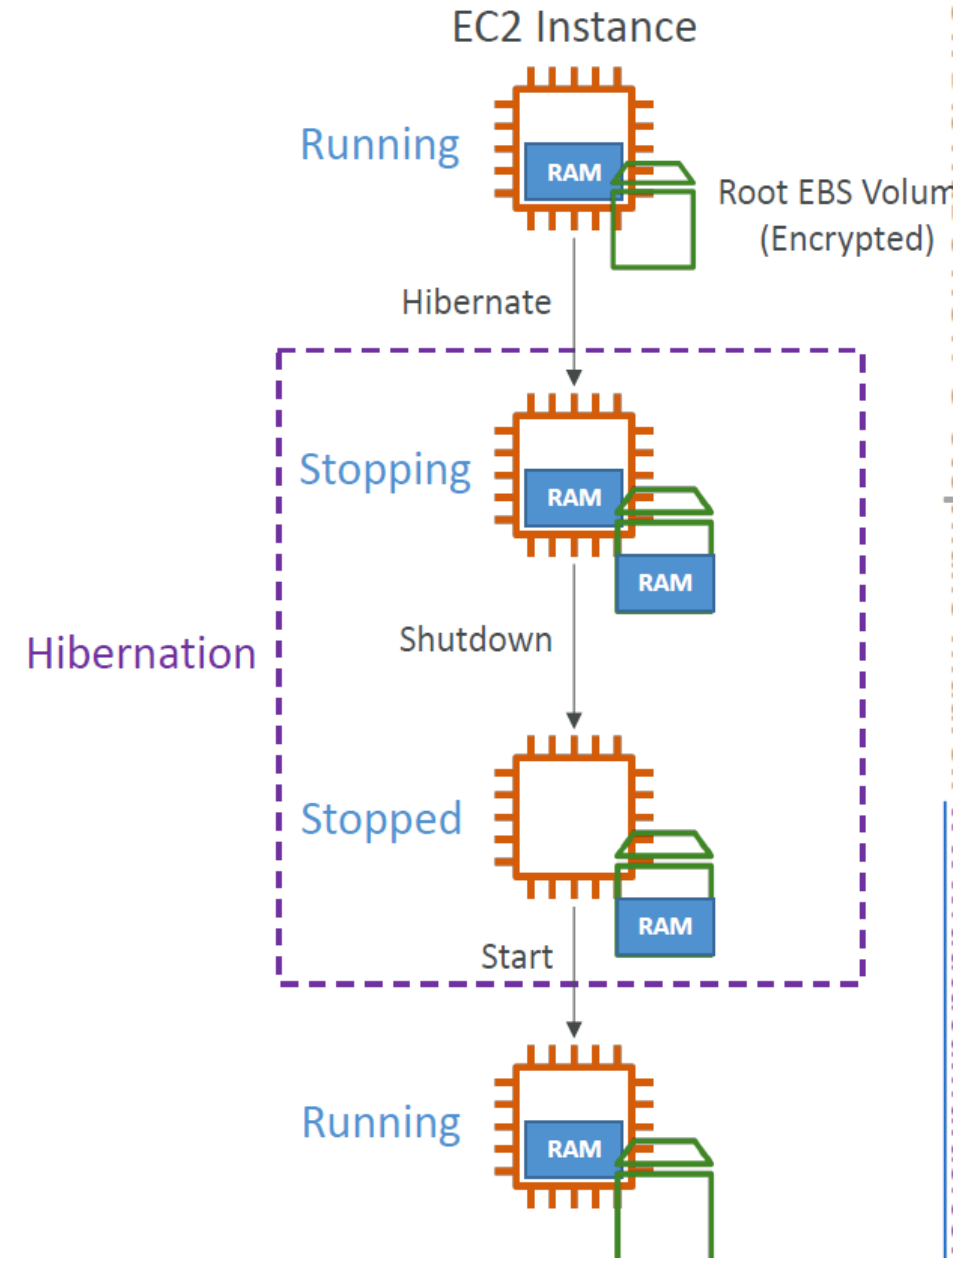 EC2 Instance
Running
RAM
Root EBS Volum
(Encrypted)
Hibernate
Stopping
RAM
RAM
Shutdown
Hibernation
Stopped
RAM
Start
Running
RAM